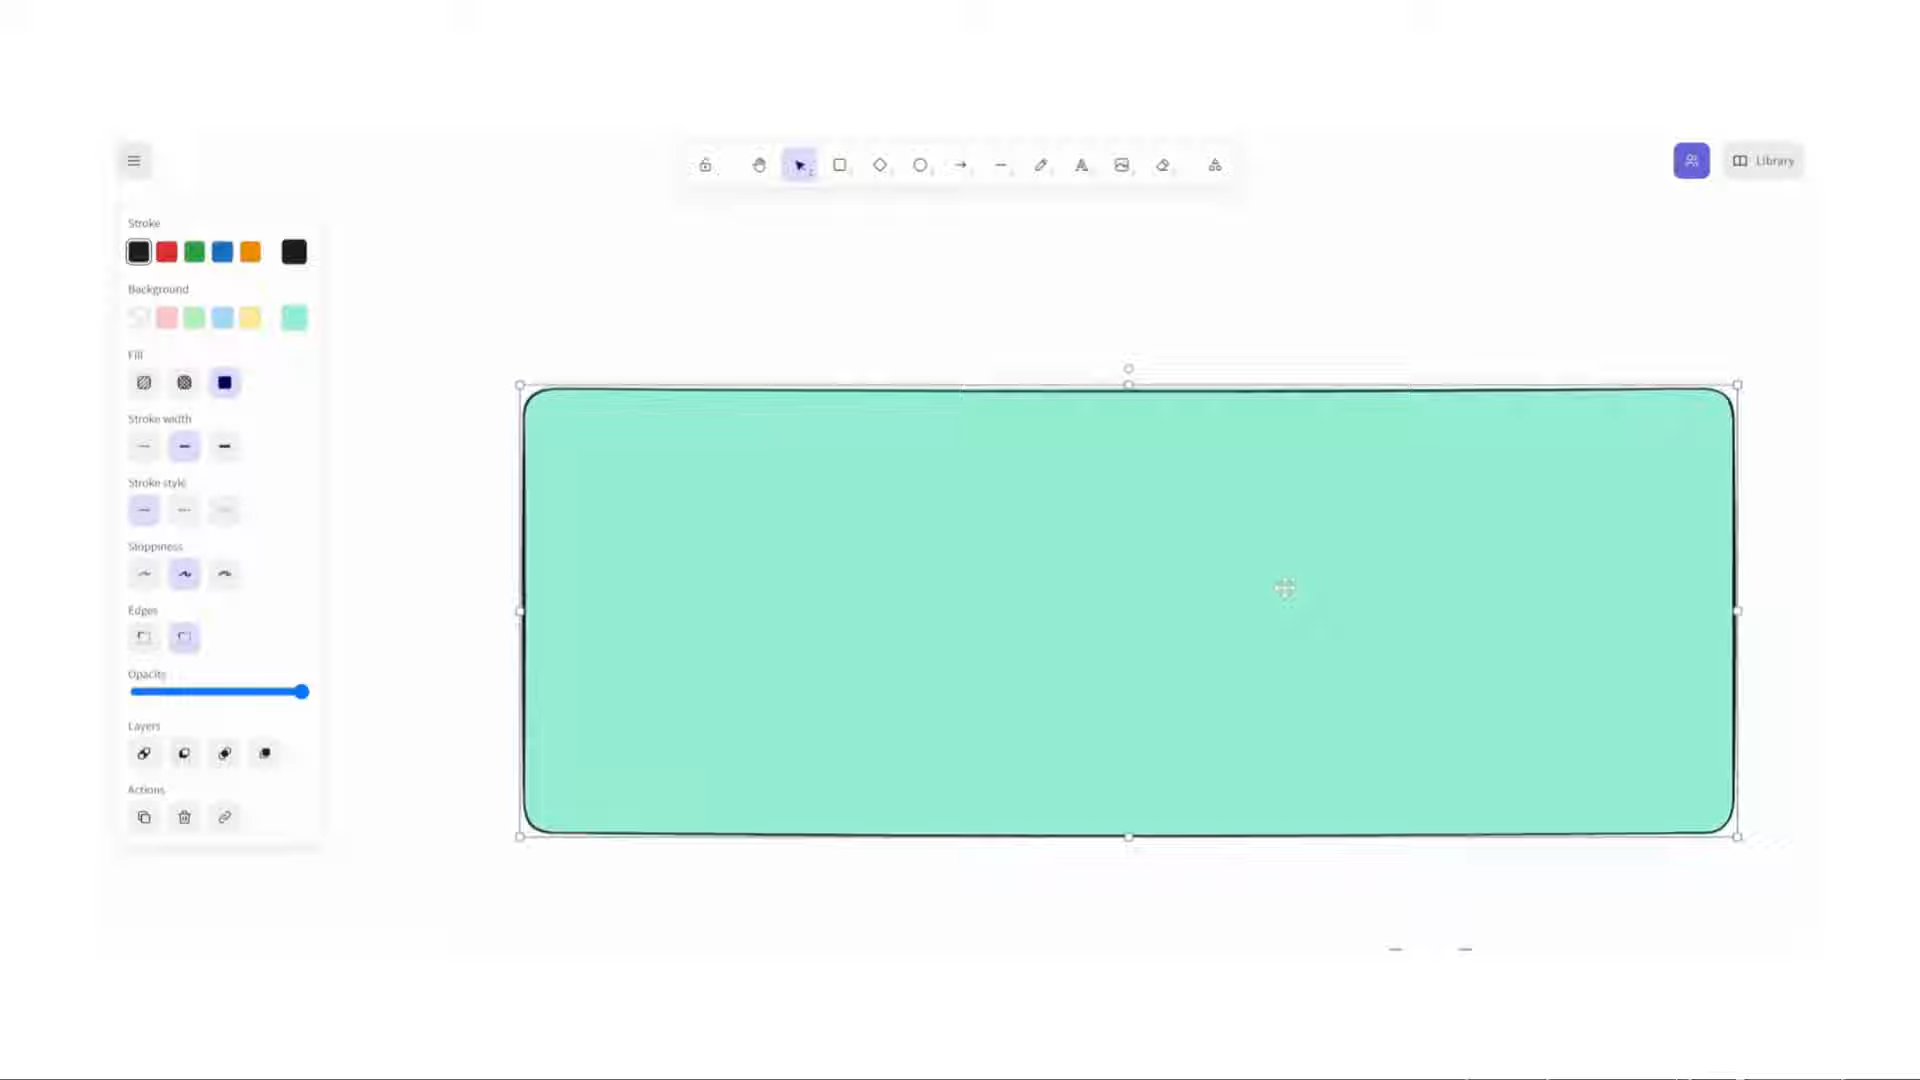 Library
Stroke
Background
Fill
Stroke width
Stroke style
Sloppiness
Edges
Opacity
Layers
Actions